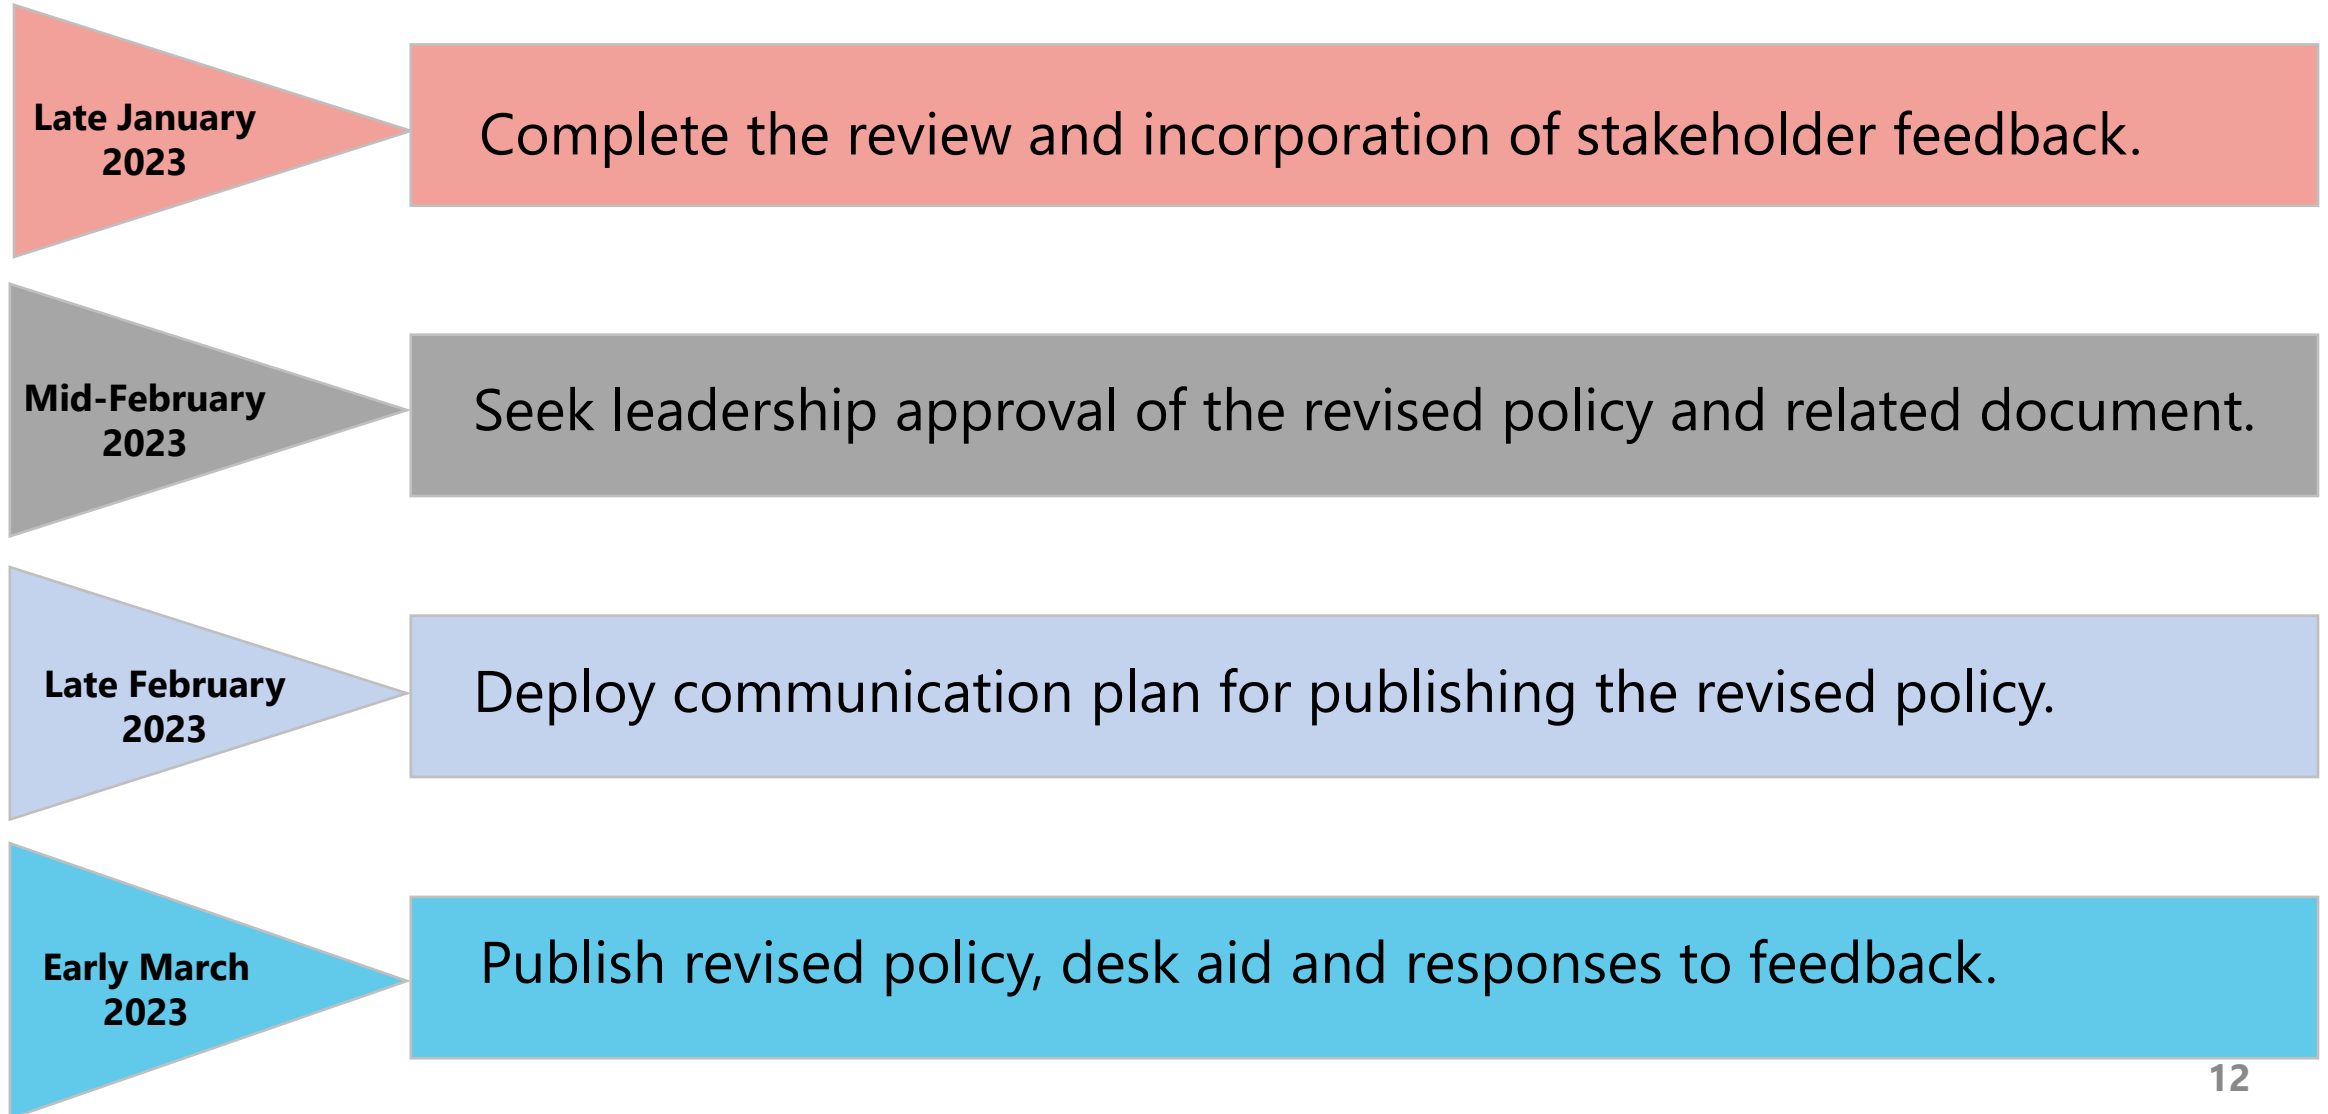 Late January
2023
Complete the review and incorporation of stakeholder feedback.
Mid-February
2023
Seek leadership approval of the revised policy and related document.
Late February
2023
Deploy communication plan for publishing the revised policy.
Early March
2023
Publish revised policy, desk aid and responses to feedback.
12